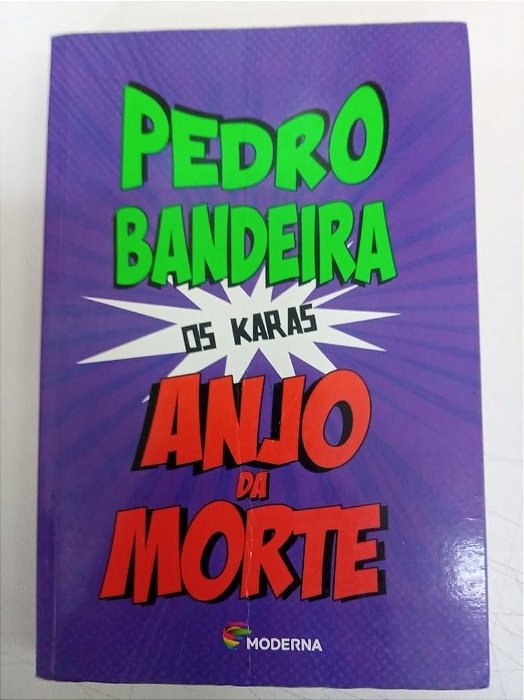 PEDRO
BANDEIRA
OS KARAS
ANJO
DA
MORTE
MODERNA